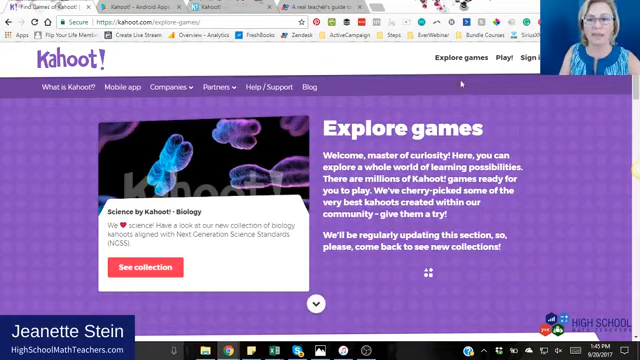 Find Games of Kahoot! |
Kahoot! - Android Apps
Kahoot!
A real teacher's guide to
https://kahoot.com/explore-games/
Apps
Flip Your Life Members
Create Live Stream
Overview - Analytics
FreshBooks
Zendesk
ActiveCampaign
Steps
EverWebinar
Bundle Courses
SiriusXM
Kahoot!
Explore games
Play!
Sign i
What is Kahoot!?
Mobile app
Companies
Partners
Help / Support
Blog
Explore games
Welcome, master of curiosity! Here, you can
explore a whole world of learning possibilities.
There are millions of Kahoot! games ready for
you to play. We've cherry-picked some of the
very best kahoots created within our
community – give them a try!
We'll be regularly updating this section, so,
please, come back to see new collections!
Kahoot!
Science by Kahoot! - Biology
We ❤ science! Have a look at our new collection of biology
kahoots aligned with Next Generation Science Standards
(NGSS).
See collection
HIGH SCHOOL
MATH TEACHERS
Jeanette Stein
HighSchoolMathTeachers.com
1:45 PM
9/20/2017